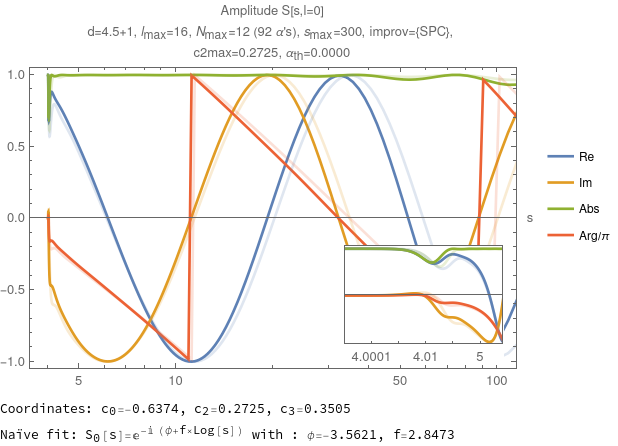 Amplitude S[s,l=0]
d=4.5+1, lmax=16, Nmax=12 (92 α's), smax=300, improv={SPC},
c2max=0.2725, αth=0.0000
1.0
0.5
0.0
−0.5
−1.0
s
Re
Im
Abs
Arg/π
4.0001 4.01 5
5 10 50 100
Coordinates: c0=-0.6374, c2=0.2725, c3=0.3505
Naïve fit: S0[s]=e^-i (ϕ+f×Log[s]) with : ϕ=-3.5621, f=2.8473